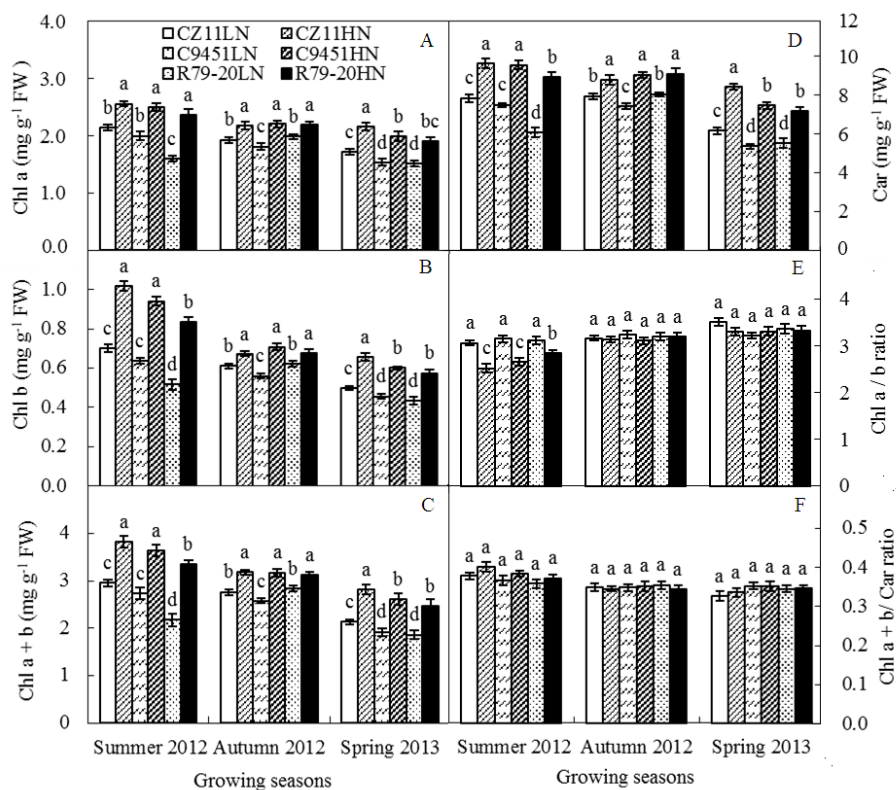 CZ11LN CZ11HN
C9451LN C9451HN
R79-20LN R79-20HN
A
4.0
3.0
2.0
1.0
0.0
Chl a (mg g-1 FW)
b a b a c a
b a c a b a
c a d b d bc
D
12
10
8
6
4
2
0
Car (mg g-1 FW)
c a c a d b
b a c a b a
c a d b d b
B
1.0
0.8
0.6
0.4
0.0
Chl b (mg g-1 FW)
c a c a d b
b a c a b a
c a d b d b
E
4
3
2
1
0
Chl a / b ratio
a c a c a b
a a a a a a
a a a a a a
C
4
3
2
1
0
Chl a + b (mg g-1 FW)
c a c a d b
b a c a b a
c a d b d b
F
0.5
0.4
0.3
0.2
0.1
0.0
Chl a + b/ Car ratio
a a a a a a
a a a a a a
a a a a a a
Summer 2012 Autumn 2012 Spring 2013
Growing seasons
Summer 2012 Autumn 2012 Spring 2013
Growing seasons